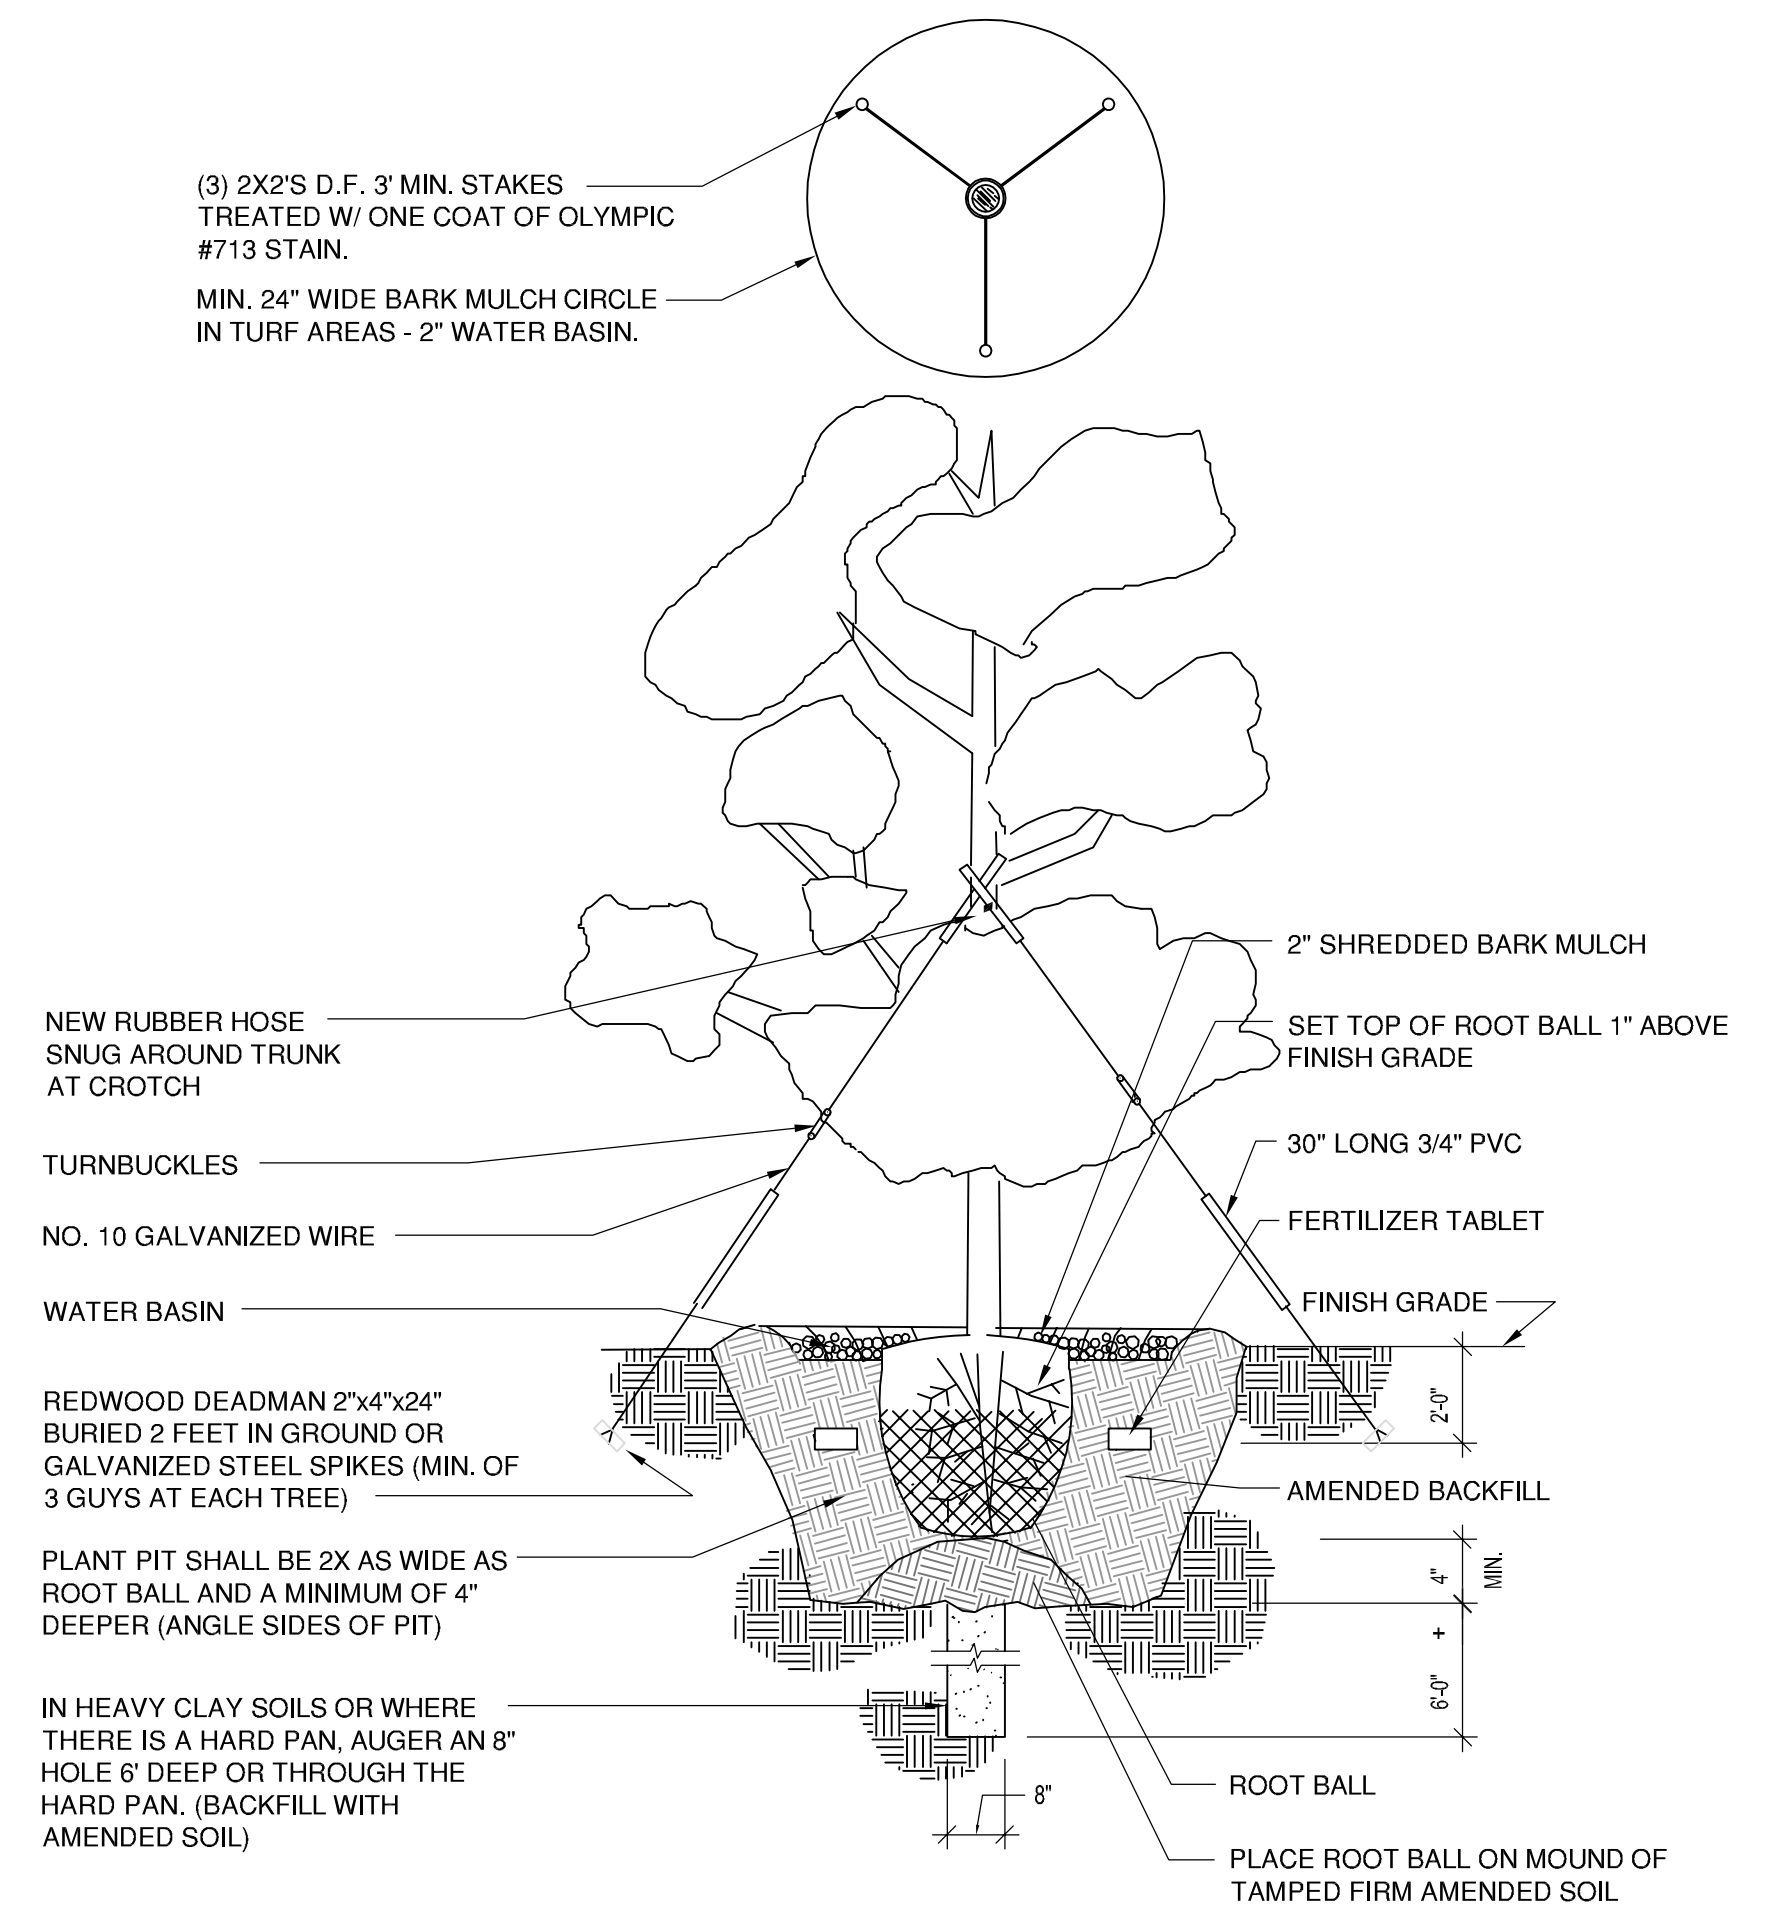 (3) 2X2'S D.F. 3' MIN. STAKES
TREATED W/ ONE COAT OF OLYMPIC
#713 STAIN.
MIN. 24" WIDE BARK MULCH CIRCLE
IN TURF AREAS - 2" WATER BASIN.
NEW RUBBER HOSE
SNUG AROUND TRUNK
AT CROTCH
TURNBUCKLES
NO. 10 GALVANIZED WIRE
WATER BASIN
REDWOOD DEADMAN 2"x4"x24"
BURIED 2 FEET IN GROUND OR
GALVANIZED STEEL SPIKES (MIN. OF
3 GUYS AT EACH TREE)
PLANT PIT SHALL BE 2X AS WIDE AS
ROOT BALL AND A MINIMUM OF 4"
DEEPER (ANGLE SIDES OF PIT)
IN HEAVY CLAY SOILS OR WHERE
THERE IS A HARD PAN, AUGER AN 8"
HOLE 6' DEEP OR THROUGH THE
HARD PAN. (BACKFILL WITH
AMENDED SOIL)
2" SHREDDED BARK MULCH
SET TOP OF ROOT BALL 1" ABOVE
FINISH GRADE
30" LONG 3/4" PVC
FERTILIZER TABLET
FINISH GRADE
2'-0"
AMENDED BACKFILL
4"
MIN.
6'-0" +
8"
ROOT BALL
PLACE ROOT BALL ON MOUND OF
TAMPED FIRM AMENDED SOIL